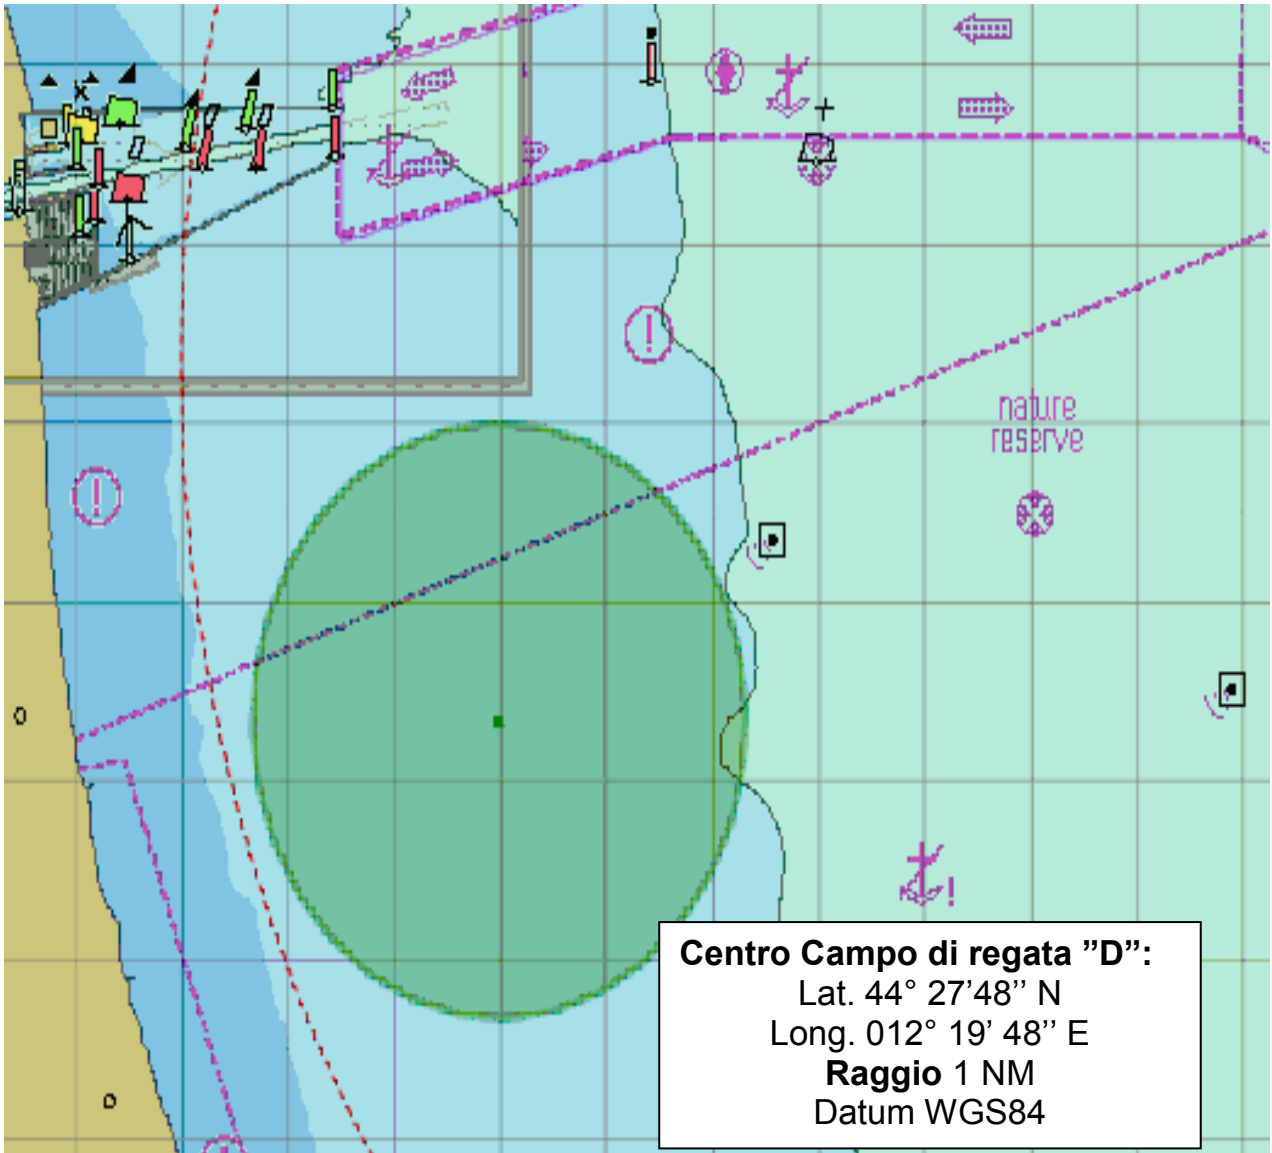 nature
reserve
Centro Campo di regata ”D”:
Lat. 44° 27’48’’ N
Long. 012° 19’ 48’’ E
Raggio 1 NM
Datum WGS84